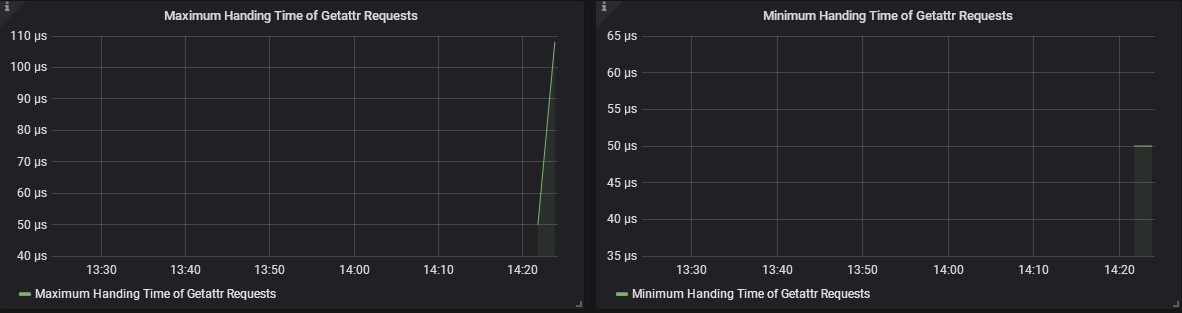 i
Maximum Handing Time of Getattr Requests
110 µs
100 µs
90 µs
80 µs
70 µs
60 µs
50 µs
40 µs
13:30 13:40 13:50 14:00 14:10 14:20
Maximum Handing Time of Getattr Requests
i
Minimum Handing Time of Getattr Requests
65 µs
60 µs
55 µs
50 µs
45 µs
40 µs
35 µs
13:30 13:40 13:50 14:00 14:10 14:20
Minimum Handing Time of Getattr Requests